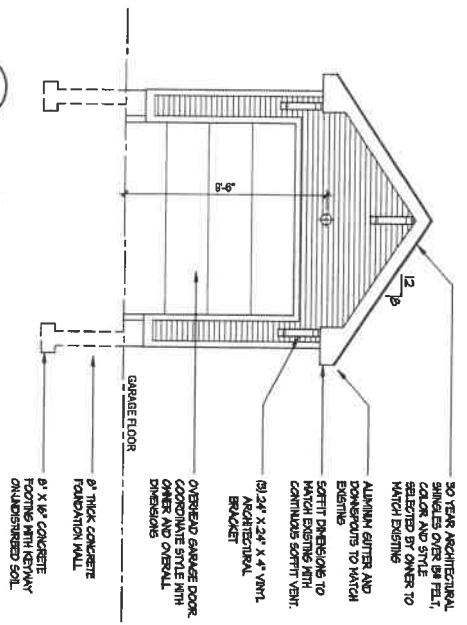 30 YEAR ARCHITECTURAL
SHINGLES OVER 15# FELT,
COLOR AND STYLE
SELECTED BY OWNER TO
MATCH EXISTING
12
8
ALUMINUM GUTTER AND
DOWNSPOUTS TO MATCH
EXISTING
SOFFIT DIMENSIONS TO
MATCH EXISTING WITH
CONTINUOUS SOFFIT VENT.
(3) 24" X 24" X 4" VINYL
ARCHITECTURAL
BRACKET
OVERHEAD GARAGE DOOR.
COORDINATE STYLE WITH
OWNER AND OVERALL
DIMENSIONS
GARAGE FLOOR
8" THICK CONCRETE
FOUNDATION WALL
8" X 16" CONCRETE
FOOTING WITH KEYWAY
ON UNDISTURBED SOIL